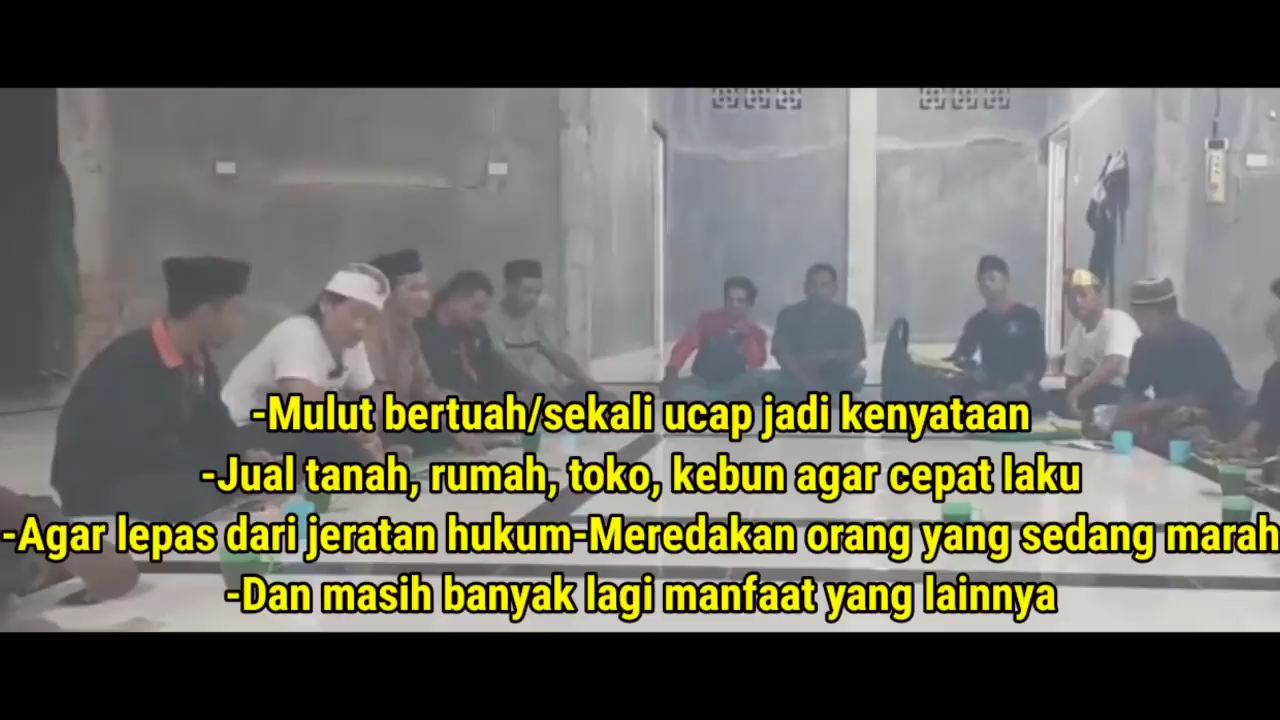 -Mulut bertuah/sekali ucap jadi kenyataan
-Jual tanah, rumah, toko, kebun agar cepat laku
-Agar lepas dari jeratan hukum-Meredakan orang yang sedang marah
-Dan masih banyak lagi manfaat yang lainnya